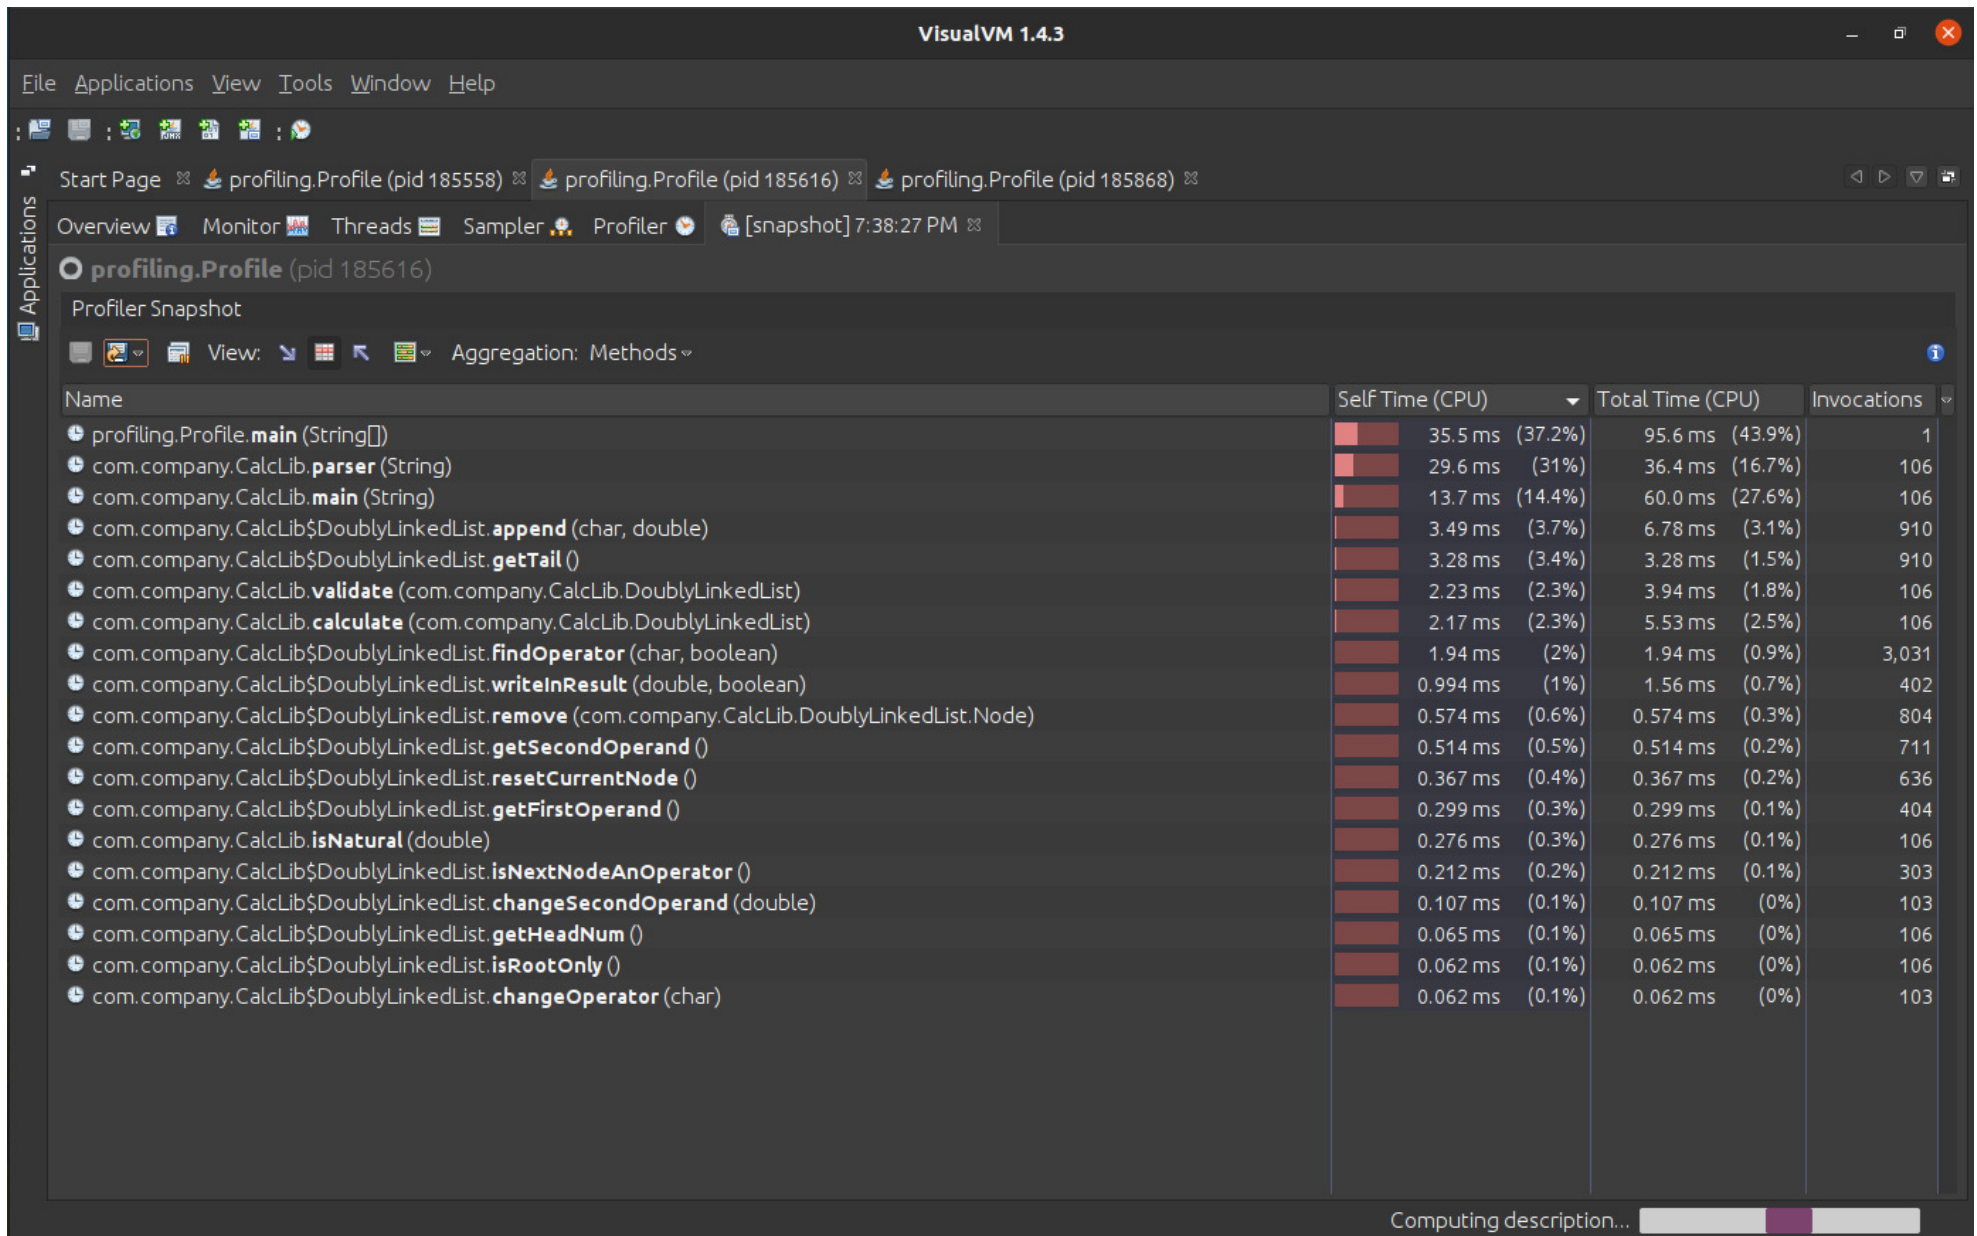 VisualVM 1.4.3
File Applications View Tools Window Help
Start Page profiling.Profile (pid 185558) profiling.Profile (pid 185616) profiling.Profile (pid 185868)
Applications
Overview Monitor Threads Sampler Profiler [snapshot] 7:38:27 PM
profiling.Profile (pid 185616)
Profiler Snapshot
View: Aggregation: Methods
Name Self Time (CPU) Total Time (CPU) Invocations
profiling.Profile.main (String[]) 35.5 ms (37.2%) 95.6 ms (43.9%) 1
com.company.CalcLib.parser (String) 29.6 ms (31%) 36.4 ms (16.7%) 106
com.company.CalcLib.main (String) 13.7 ms (14.4%) 60.0 ms (27.6%) 106
com.company.CalcLib$DoublyLinkedList.append (char, double) 3.49 ms (3.7%) 6.78 ms (3.1%) 910
com.company.CalcLib$DoublyLinkedList.getTail () 3.28 ms (3.4%) 3.28 ms (1.5%) 910
com.company.CalcLib.validate (com.company.CalcLib.DoublyLinkedList) 2.23 ms (2.3%) 3.94 ms (1.8%) 106
com.company.CalcLib.calculate (com.company.CalcLib.DoublyLinkedList) 2.17 ms (2.3%) 5.53 ms (2.5%) 106
com.company.CalcLib$DoublyLinkedList.findOperator (char, boolean) 1.94 ms (2%) 1.94 ms (0.9%) 3,031
com.company.CalcLib$DoublyLinkedList.writeInResult (double, boolean) 0.994 ms (1%) 1.56 ms (0.7%) 402
com.company.CalcLib$DoublyLinkedList.remove (com.company.CalcLib.DoublyLinkedList.Node) 0.574 ms (0.6%) 0.574 ms (0.3%) 804
com.company.CalcLib$DoublyLinkedList.getSecondOperand () 0.514 ms (0.5%) 0.514 ms (0.2%) 711
com.company.CalcLib$DoublyLinkedList.resetCurrentNode () 0.367 ms (0.4%) 0.367 ms (0.2%) 636
com.company.CalcLib$DoublyLinkedList.getFirstOperand () 0.299 ms (0.3%) 0.299 ms (0.1%) 404
com.company.CalcLib.isNatural (double) 0.276 ms (0.3%) 0.276 ms (0.1%) 106
com.company.CalcLib$DoublyLinkedList.isNextNodeAnOperator () 0.212 ms (0.2%) 0.212 ms (0.1%) 303
com.company.CalcLib$DoublyLinkedList.changeSecondOperand (double) 0.107 ms (0.1%) 0.107 ms (0%) 103
com.company.CalcLib$DoublyLinkedList.getHeadNum () 0.065 ms (0.1%) 0.065 ms (0%) 106
com.company.CalcLib$DoublyLinkedList.isRootOnly () 0.062 ms (0.1%) 0.062 ms (0%) 106
com.company.CalcLib$DoublyLinkedList.changeOperator (char) 0.062 ms (0.1%) 0.062 ms (0%) 103
Computing description...